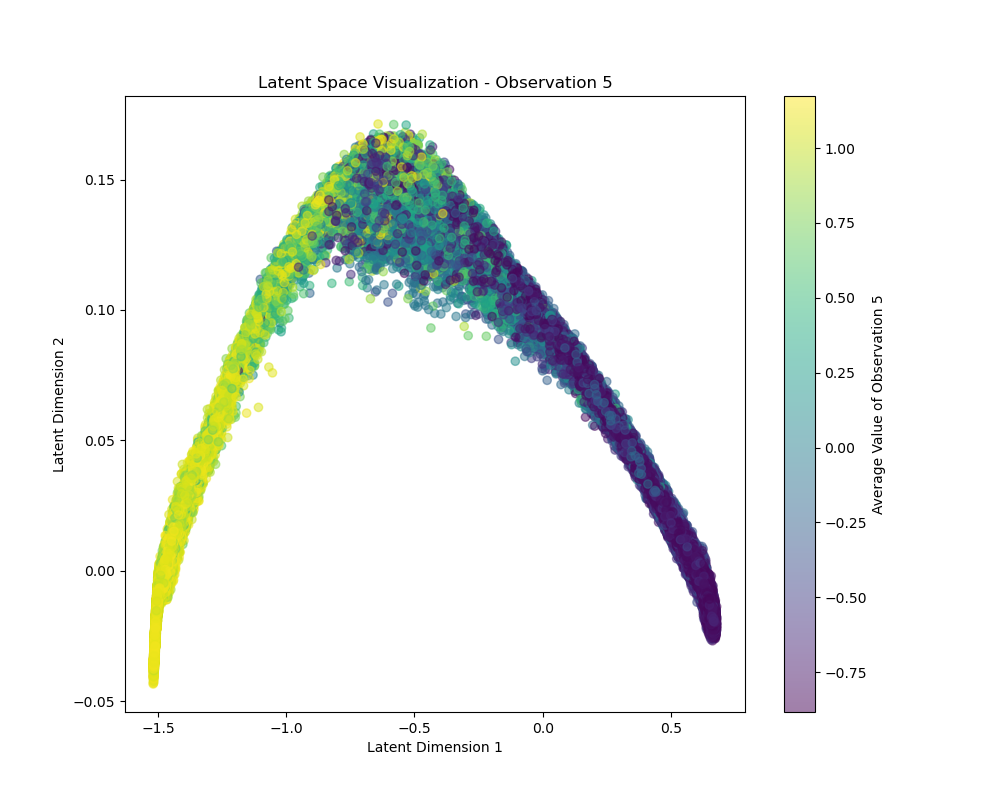 Latent Space Visualization - Observation 5
Latent Dimension 2
0.15
0.10
0.05
0.00
−0.05
−1.5 −1.0 −0.5 0.0 0.5
Latent Dimension 1
1.00
0.75
0.50
0.25
0.00
−0.25
−0.50
−0.75
Average Value of Observation 5